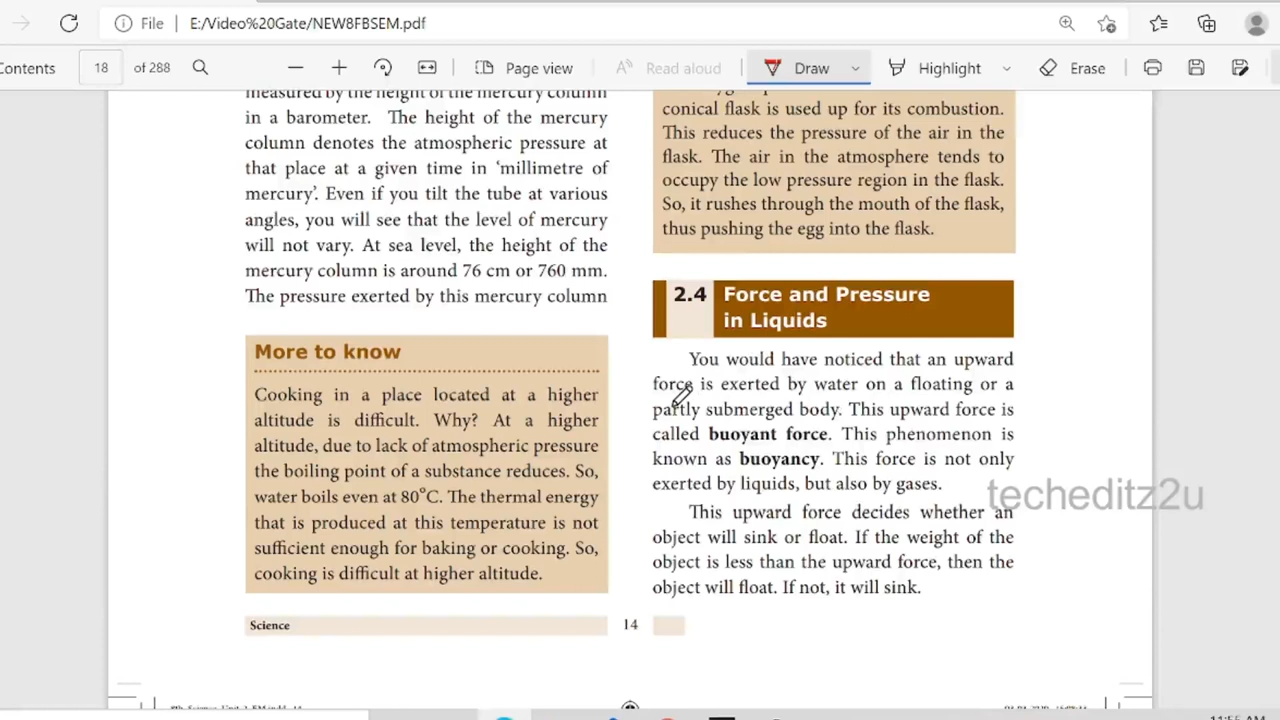 File
E:/Video%20Gate/NEW8FBSEM.pdf
Contents
18 of 288
Page view
Read aloud
Draw
Highlight
Erase
measured by the height of the mercury column
in a barometer. The height of the mercury
column denotes the atmospheric pressure at
that place at a given time in ‘millimetre of
mercury’. Even if you tilt the tube at various
angles, you will see that the level of mercury
will not vary. At sea level, the height of the
mercury column is around 76 cm or 760 mm.
The pressure exerted by this mercury column
More to know
Cooking in a place located at a higher
altitude is difficult. Why? At a higher
altitude, due to lack of atmospheric pressure
the boiling point of a substance reduces. So,
water boils even at 80°C. The thermal energy
that is produced at this temperature is not
sufficient enough for baking or cooking. So,
cooking is difficult at higher altitude.
conical flask is used up for its combustion.
This reduces the pressure of the air in the
flask. The air in the atmosphere tends to
occupy the low pressure region in the flask.
So, it rushes through the mouth of the flask,
thus pushing the egg into the flask.
2.4 Force and Pressure
in Liquids
You would have noticed that an upward
force is exerted by water on a floating or a
partly submerged body. This upward force is
called buoyant force. This phenomenon is
known as buoyancy. This force is not only
exerted by liquids, but also by gases.
techeditz2u
This upward force decides whether an
object will sink or float. If the weight of the
object is less than the upward force, then the
object will float. If not, it will sink.
Science
14